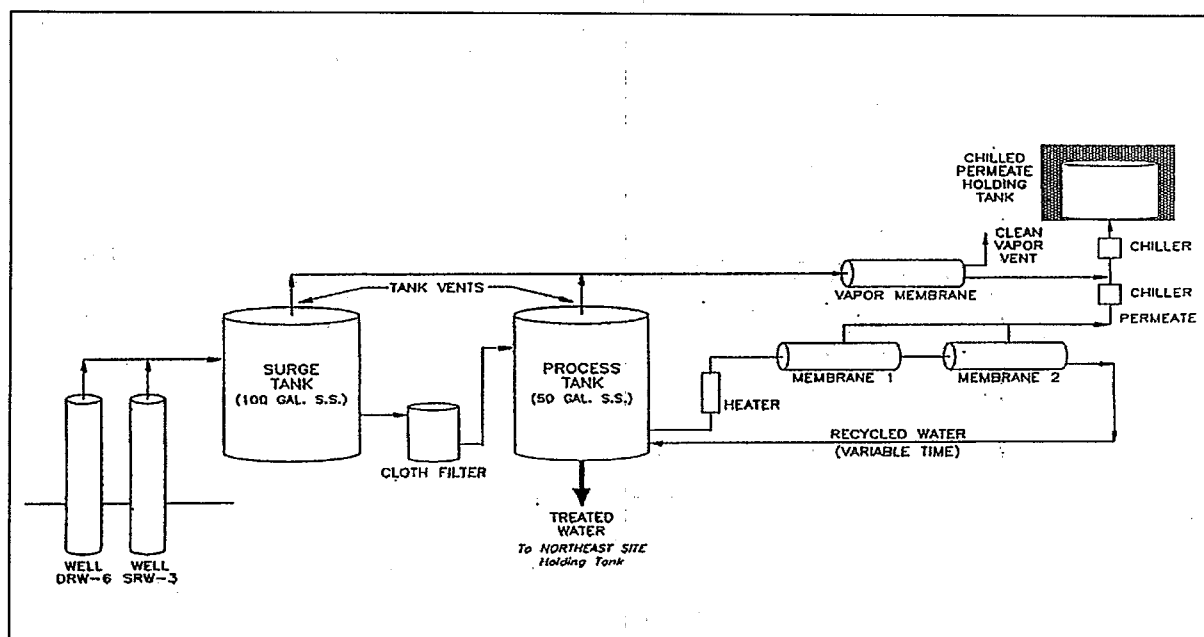 CHILLED
PERMEATE
HOLDING
TANK
CLEAN
VAPOR
VENT
CHILLER
TANK VENTS
VAPOR MEMBRANE
CHILLER
PERMEATE
SURGE
TANK
(100 GAL. S.S.)
PROCESS
TANK
(50 GAL. S.S.)
MEMBRANE 1
MEMBRANE 2
HEATER
RECYCLED WATER
(VARIABLE TIME)
CLOTH FILTER
TREATED
WATER
To NORTHEAST SITE
Holding Tank
WELL
DRW-6
WELL
SRW-3